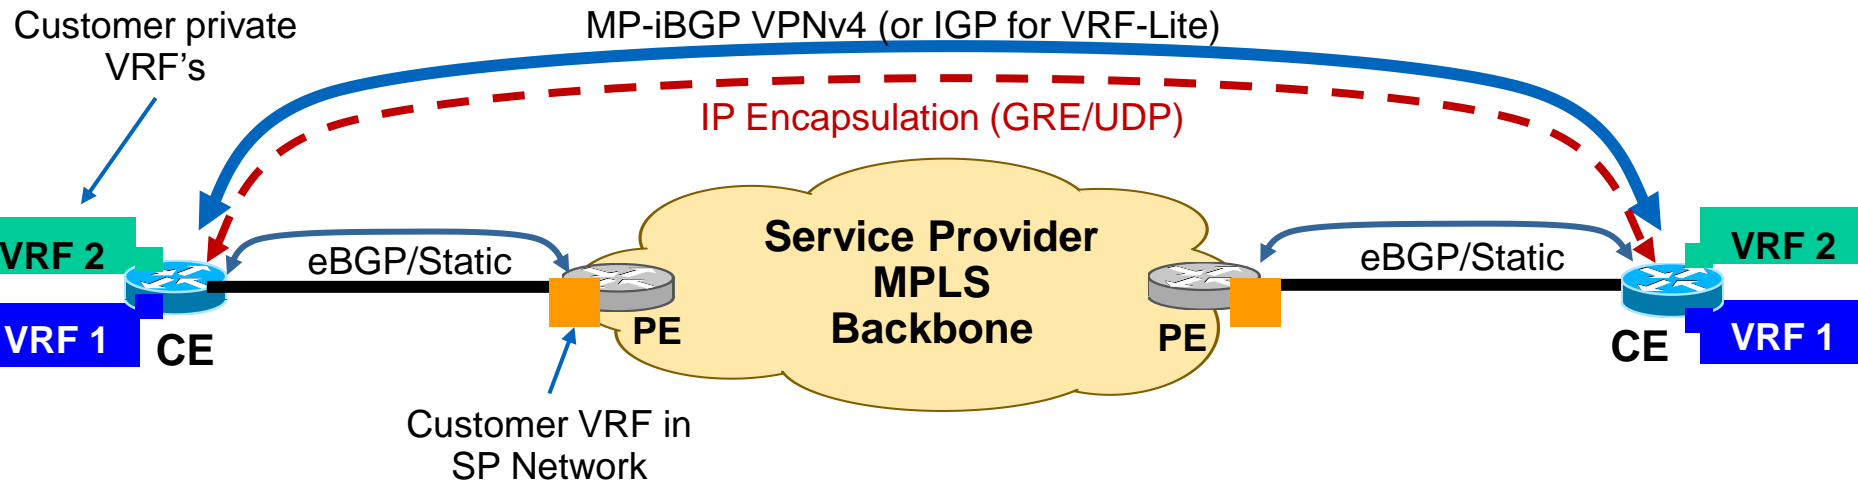 Customer private
VRF's
MP-iBGP VPNv4 (or IGP for VRF-Lite)
IP Encapsulation (GRE/UDP)
VRF 2
VRF 1
CE
eBGP/Static
PE
Service Provider
MPLS
Backbone
PE
eBGP/Static
CE
VRF 2
VRF 1
Customer VRF in
SP Network